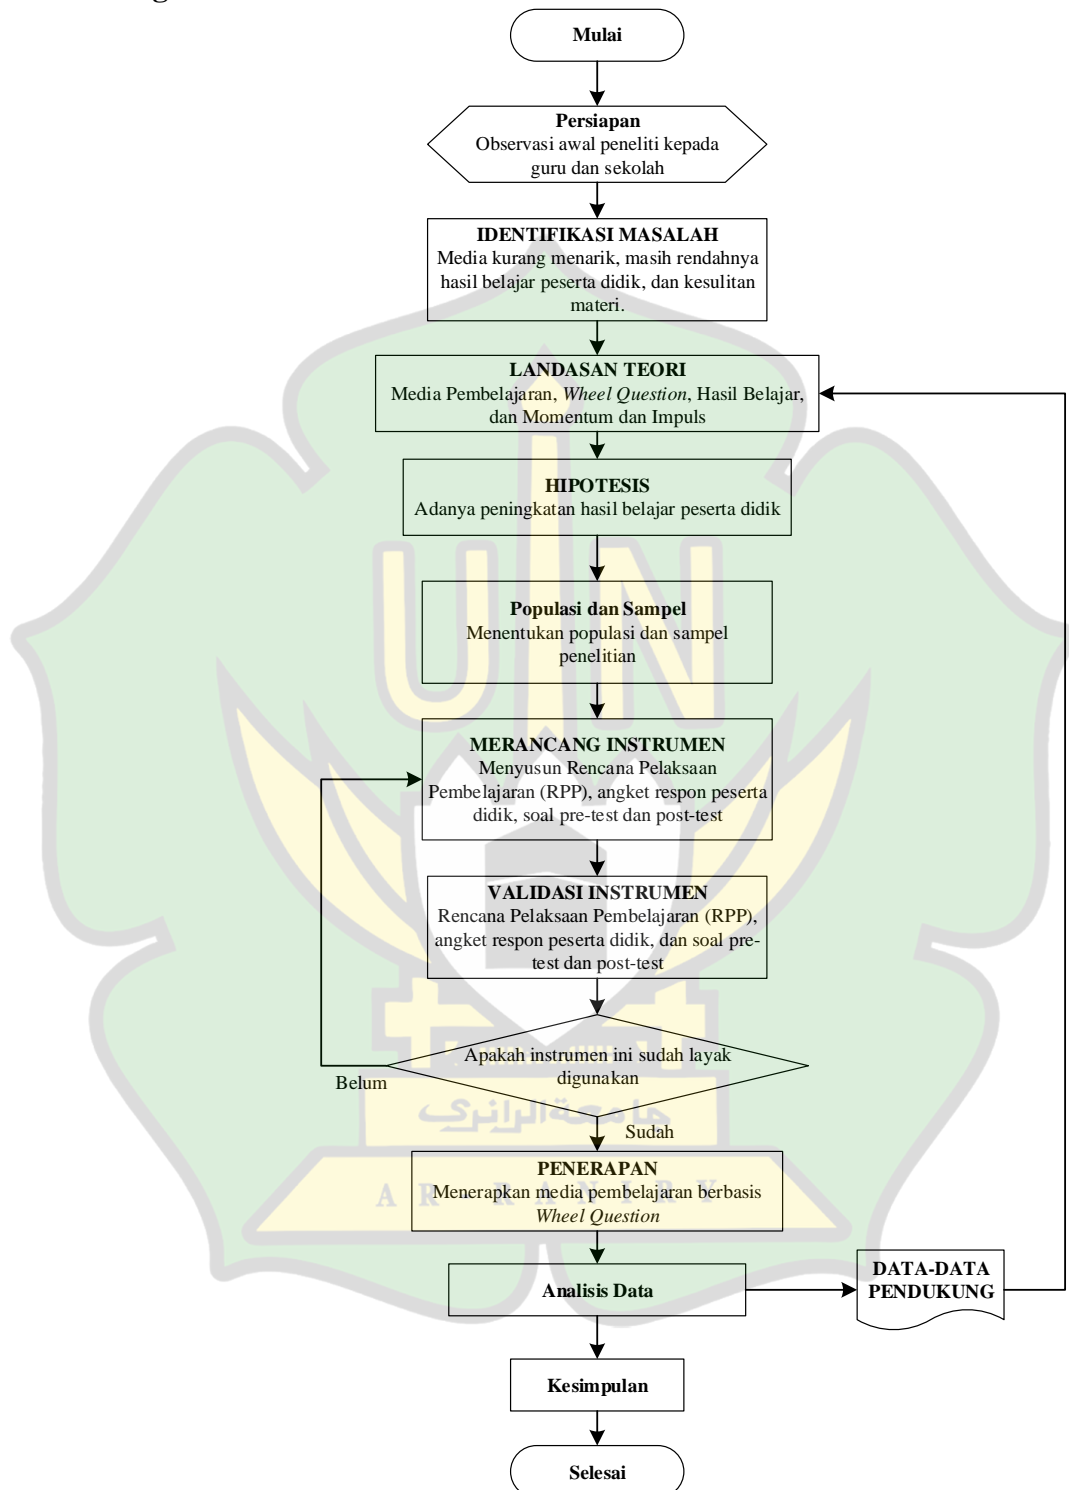 Mulai
Persiapan
Observasi awal peneliti kepada
guru dan sekolah
IDENTIFIKASI MASALAH
Media kurang menarik, masih rendahnya
hasil belajar peserta didik, dan kesulitan
materi.
LANDASAN TEORI
Media Pembelajaran, Wheel Question, Hasil Belajar,
dan Momentum dan Impuls
HIPOTESIS
Adanya peningkatan hasil belajar peserta didik
UIN
Populasi dan Sampel
Menentukan populasi dan sampel
penelitian
MERANCANG INSTRUMEN
Menyusun Rencana Pelaksaan
Pembelajaran (RPP), angket respon peserta
didik, soal pre-test dan post-test
VALIDASI INSTRUMEN
Rencana Pelaksaan Pembelajaran (RPP),
angket respon peserta didik, dan soal pre-
test dan post-test
Apakah instrumen ini sudah layak
digunakan
Belum
جامعة الرانري
Sudah
PENERAPAN
Menerapkan media pembelajaran berbasis
Wheel Question
AR-RANIRY
Analisis Data
DATA-DATA
PENDUKUNG
Kesimpulan
Selesai